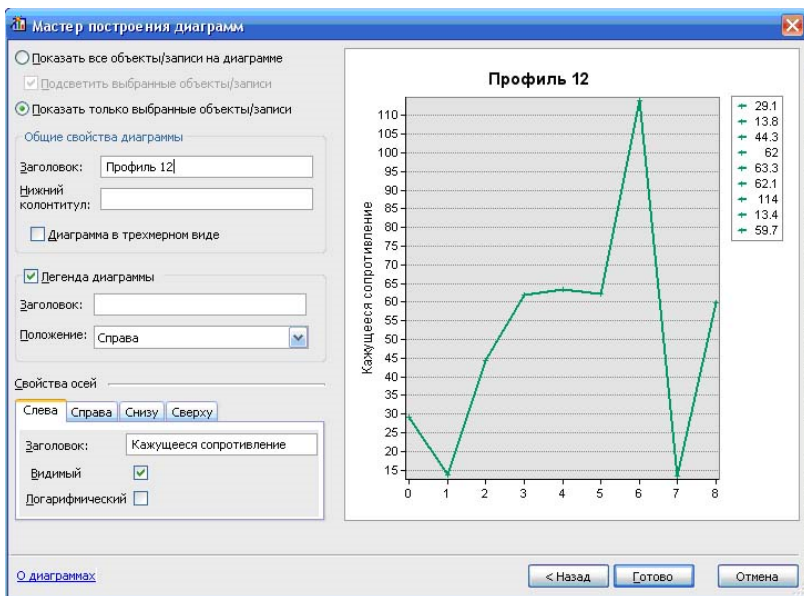 Мастер построения диаграмм
Показать все объекты/записи на диаграмме
Подсветить выбранные объекты/записи
Показать только выбранные объекты/записи
Общие свойства диаграммы
Заголовок: Профиль 12
Нижний
колонтитул:
Диаграмма в трехмерном виде
Легенда диаграммы
Заголовок:
Положение: Справа
Свойства осей
Слева Справа Снизу Сверху
Заголовок: Кажущееся сопротивление
Видимый
Логарифмический
Профиль 12
Кажущееся сопротивление
110
105
100
95
90
85
80
75
70
65
60
55
50
45
40
35
30
25
20
15
0 1 2 3 4 5 6 7 8
29.1
13.8
44.3
62
63.3
62.1
114
13.4
59.7
О диаграммах
< Назад Готово Отмена